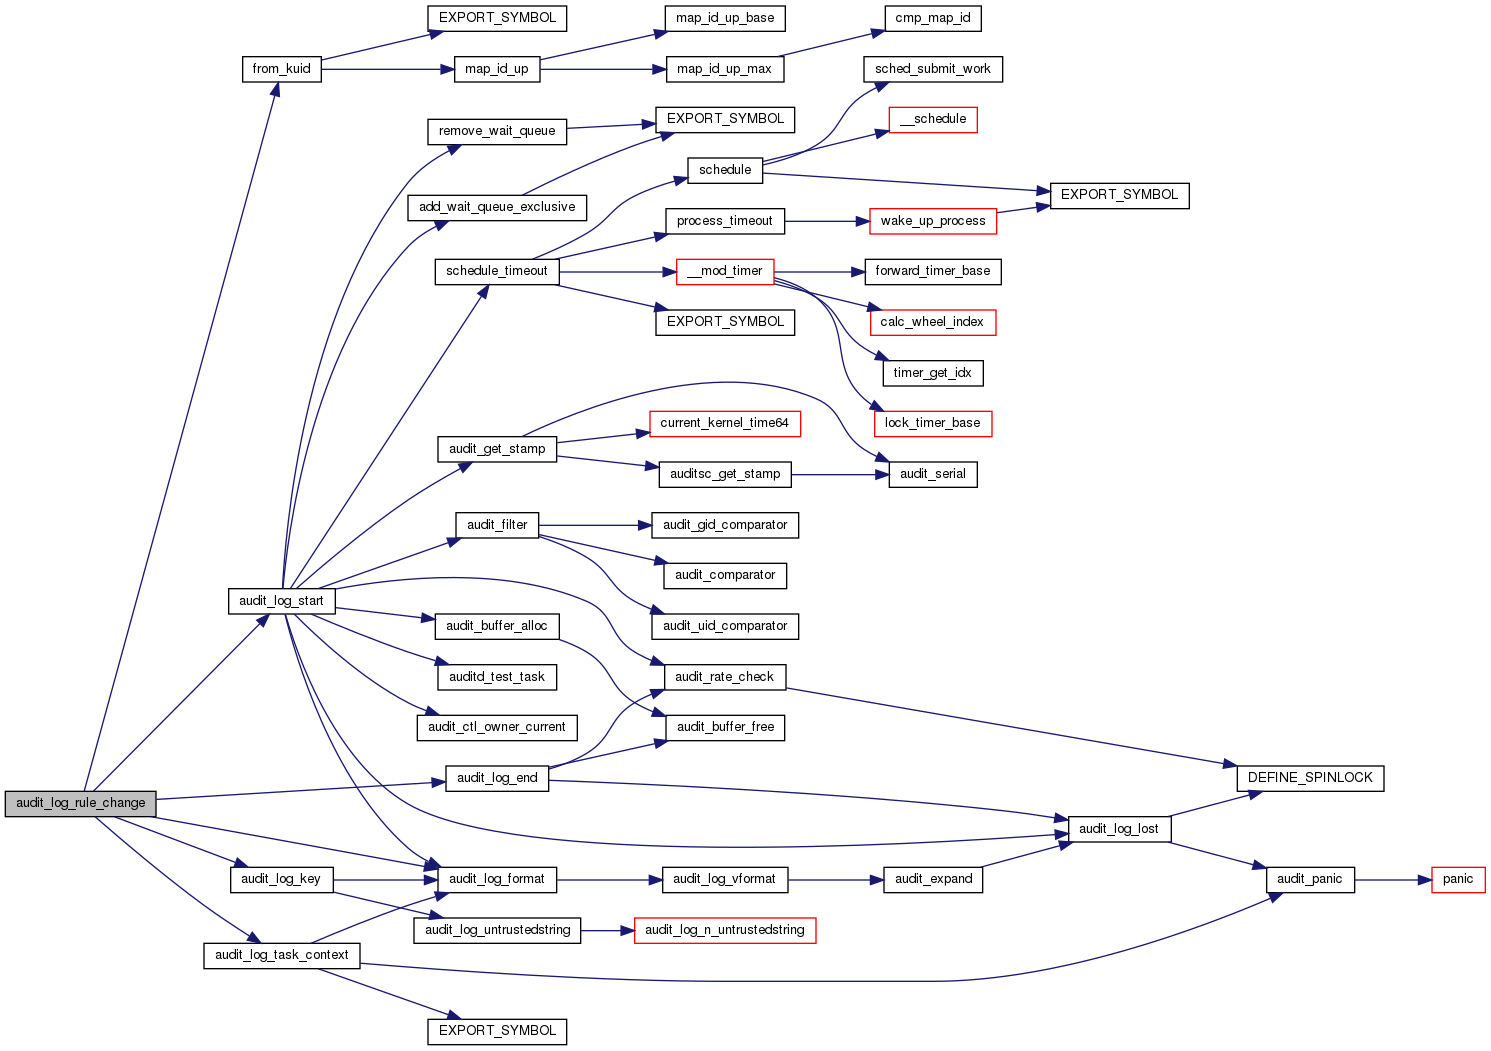 EXPORT_SYMBOL
map_id_up_base
cmp_map_id
from_kuid
map_id_up
map_id_up_max
sched_submit_work
remove_wait_queue
EXPORT_SYMBOL
__schedule
schedule
add_wait_queue_exclusive
EXPORT_SYMBOL
process_timeout
wake_up_process
schedule_timeout
__mod_timer
forward_timer_base
EXPORT_SYMBOL
calc_wheel_index
timer_get_idx
current_kernel_time64
lock_timer_base
audit_get_stamp
auditsc_get_stamp
audit_serial
audit_filter
audit_gid_comparator
audit_comparator
audit_log_start
audit_buffer_alloc
audit_uid_comparator
auditd_test_task
audit_rate_check
audit_ctl_owner_current
audit_buffer_free
audit_log_end
DEFINE_SPINLOCK
audit_log_rule_change
audit_log_lost
audit_log_key
audit_log_format
audit_log_vformat
audit_expand
audit_panic
panic
audit_log_untrustedstring
audit_log_n_untrustedstring
audit_log_task_context
EXPORT_SYMBOL